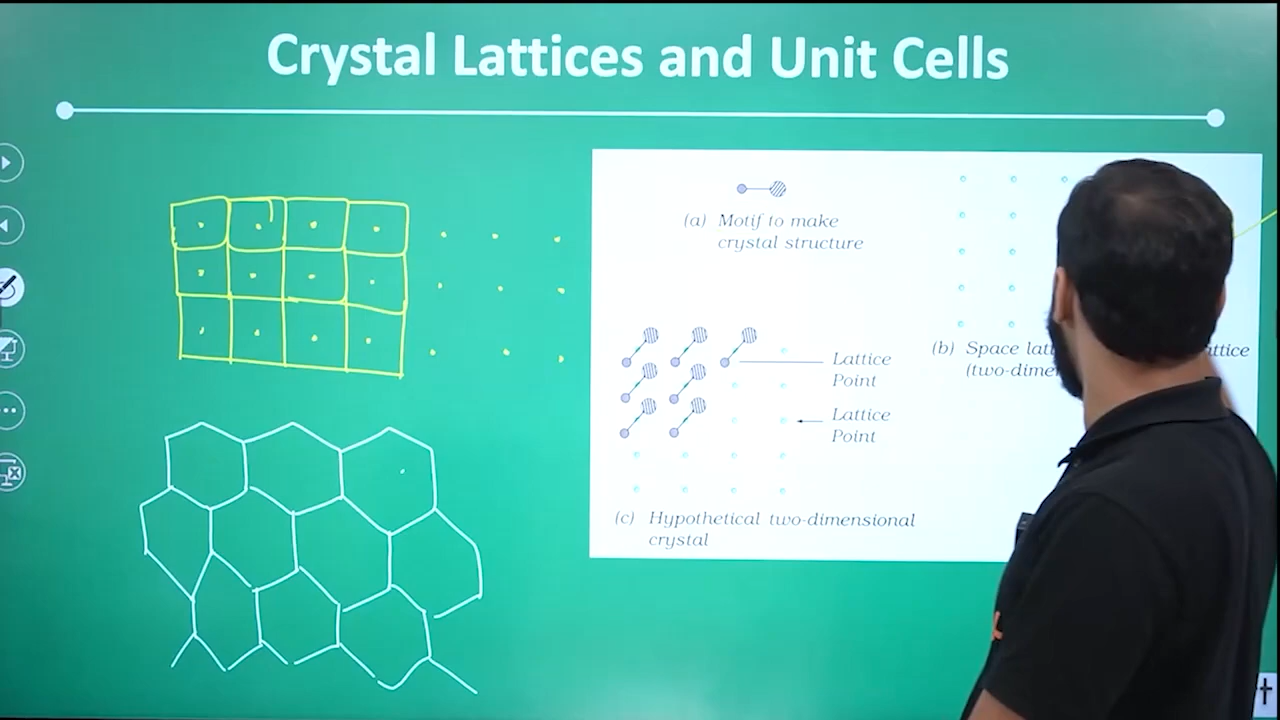 Crystal Lattices and Unit Cells
(a) Motif to make
crystal structure
Lattice
Point
Lattice
Point
(b) Space
(two-dime
(c) Hypothetical two-dimensional
crystal